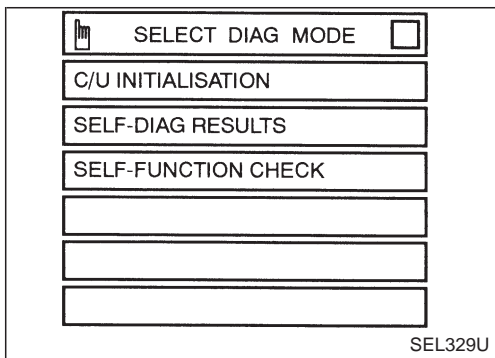 SELECT DIAG MODE
C/U INITIALISATION
SELF-DIAG RESULTS
SELF-FUNCTION CHECK
SEL329U